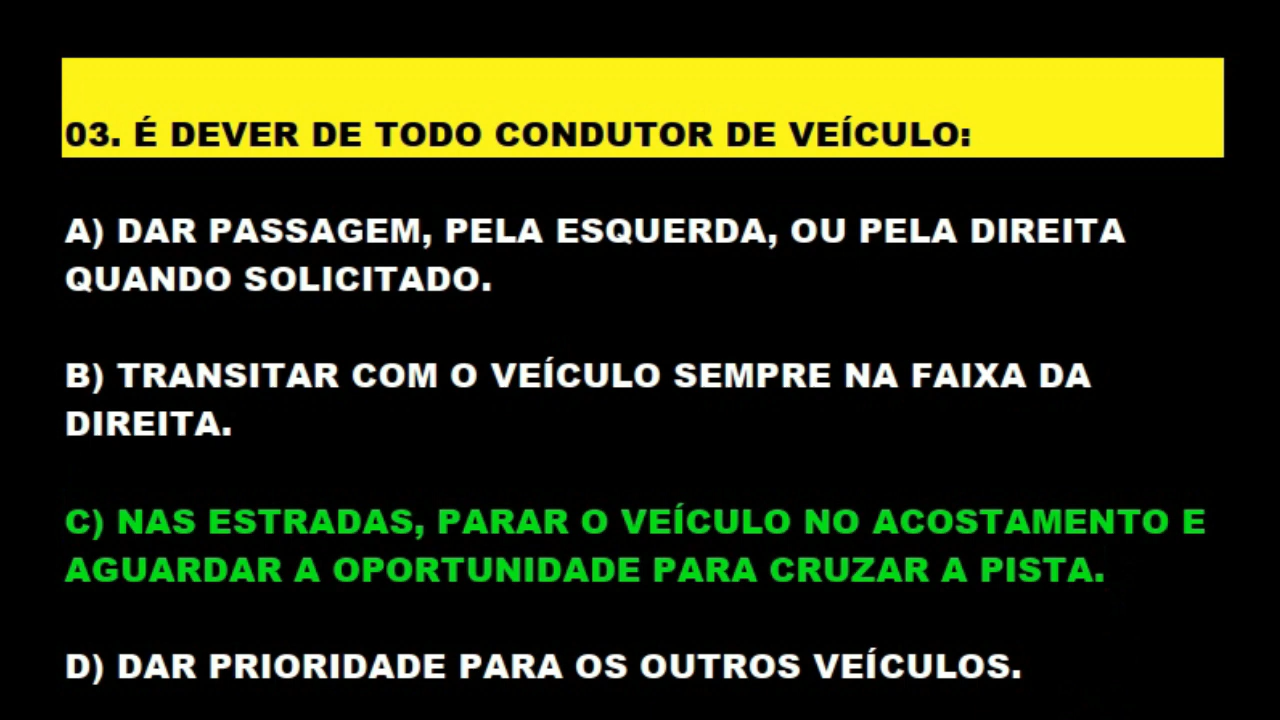 03. É DEVER DE TODO CONDUTOR DE VEÍCULO:
A) DAR PASSAGEM, PELA ESQUERDA, OU PELA DIREITA
QUANDO SOLICITADO.
B) TRANSITAR COM O VEÍCULO SEMPRE NA FAIXA DA
DIREITA.
C) NAS ESTRADAS, PARAR O VEÍCULO NO ACOSTAMENTO E
AGUARDAR A OPORTUNIDADE PARA CRUZAR A PISTA.
D) DAR PRIORIDADE PARA OS OUTROS VEÍCULOS.